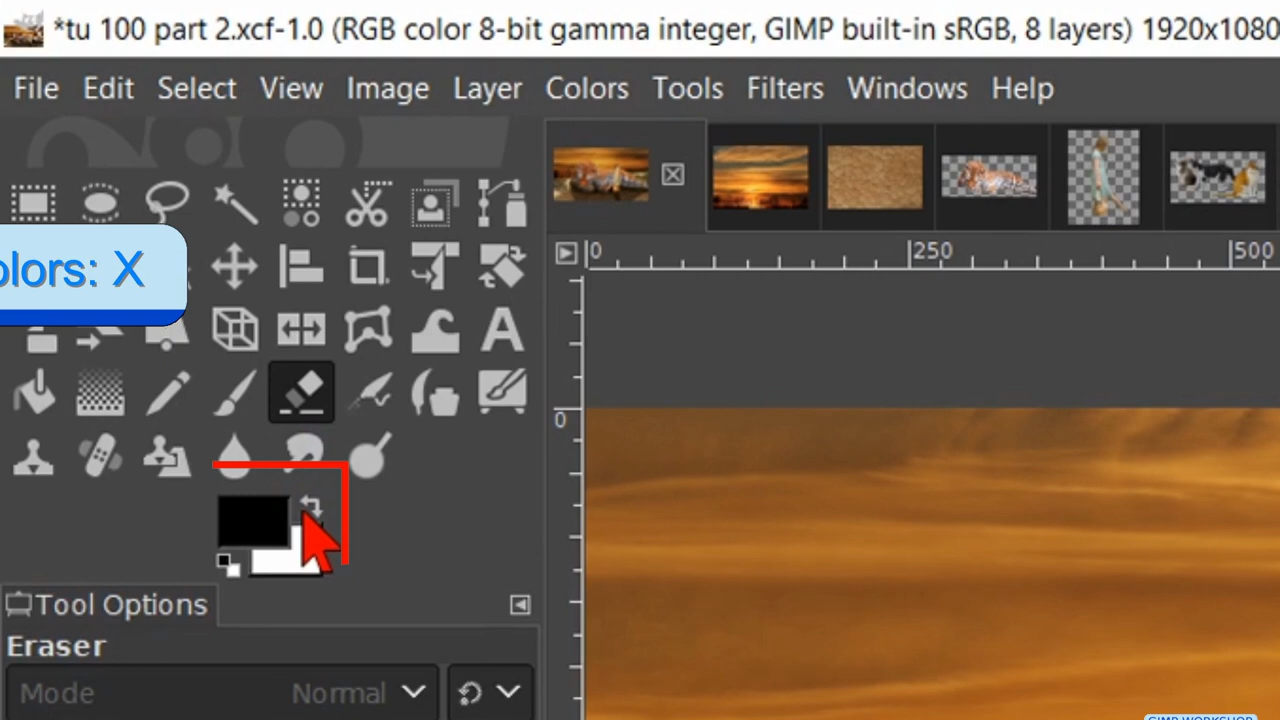 *tu 100 part 2.xcf-1.0 (RGB color 8-bit gamma integer, GIMP built-in sRGB, 8 layers) 1920x1080
File Edit Select View Image Layer Colors Tools Filters Windows Help
0 250 500
olors: X
0
Tool Options
Eraser
Mode Normal
GIMP WORKSHOP